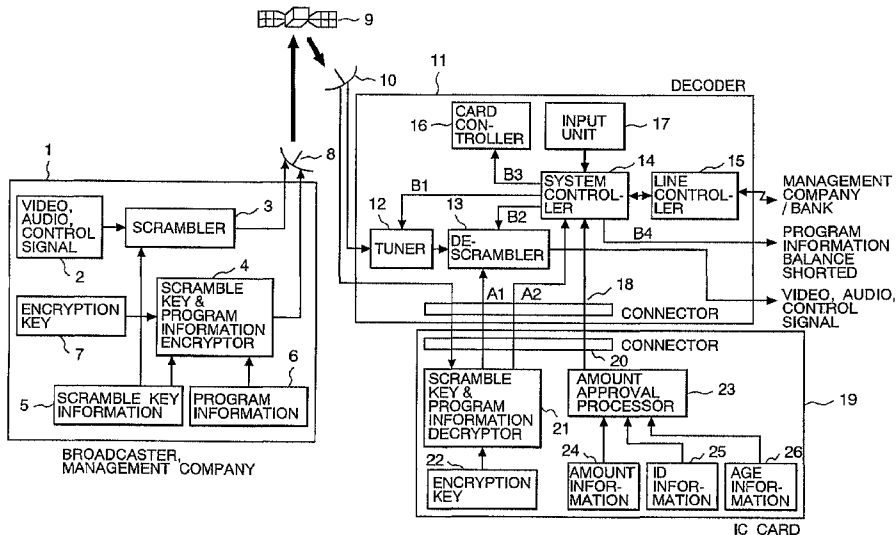 9
10
11
DECODER
CARD
CON-
TROLLER
16
INPUT
UNIT
17
8
1
B3
14
15
SYSTEM
CONTROL-
LER
LINE
CONTROL-
LER
MANAGEMENT
COMPANY
/ BANK
B1
12
13
B2
B4
PROGRAM
INFORMATION
BALANCE
SHORTED
VIDEO,
AUDIO,
CONTROL
SIGNAL
2
3
SCRAMBLER
TUNER
DE-
SCRAMBLER
4
SCRAMBLE
KEY &
PROGRAM
INFORMATION
ENCRYPTOR
18
A1
A2
VIDEO, AUDIO,
CONTROL
SIGNAL
ENCRYPTION
KEY
7
CONNECTOR
CONNECTOR
20
6
5
SCRAMBLE KEY
INFORMATION
PROGRAM
INFORMATION
BROADCASTER,
MANAGEMENT COMPANY
SCRAMBLE
KEY &
PROGRAM
INFORMATION
DECRYPTOR
21
AMOUNT
APPROVAL
PROCESSOR
23
19
22
ENCRYPTION
KEY
24
AMOUNT
INFOR-
MATION
25
ID
INFOR-
MATION
26
AGE
INFOR-
MATION
IC CARD